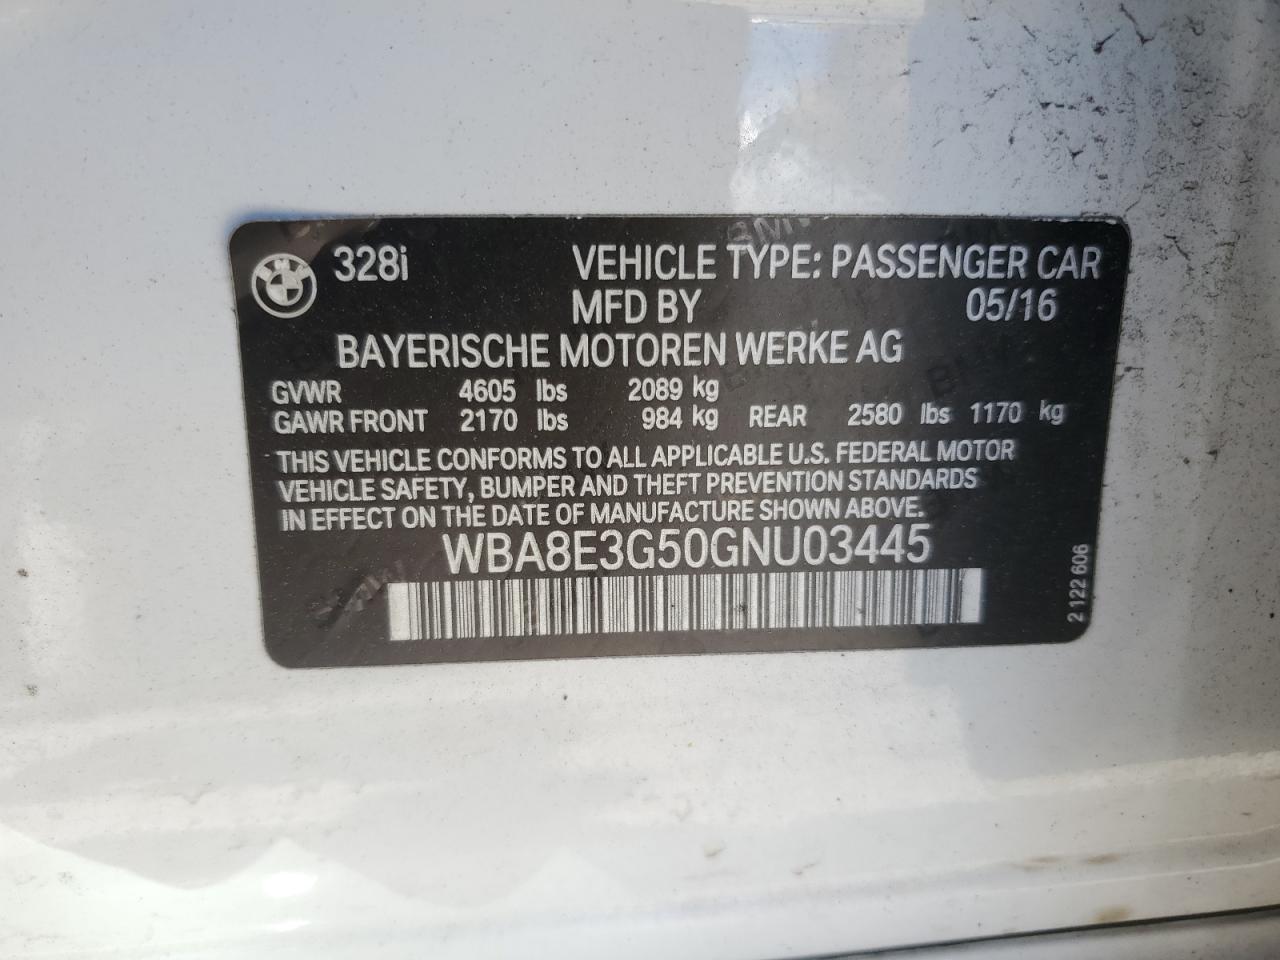 BMW 328i VEHICLE TYPE: PASSENGER CAR
MFD BY 05/16
BAYERISCHE MOTOREN WERKE AG
GVWR 4605 lbs 2089 kg
GAWR FRONT 2170 lbs 984 kg REAR 2580 lbs 1170 kg
THIS VEHICLE CONFORMS TO ALL APPLICABLE U.S. FEDERAL MOTOR
VEHICLE SAFETY, BUMPER AND THEFT PREVENTION STANDARDS
IN EFFECT ON THE DATE OF MANUFACTURE SHOWN ABOVE.
WBA8E3G50GNU03445
2 122 606